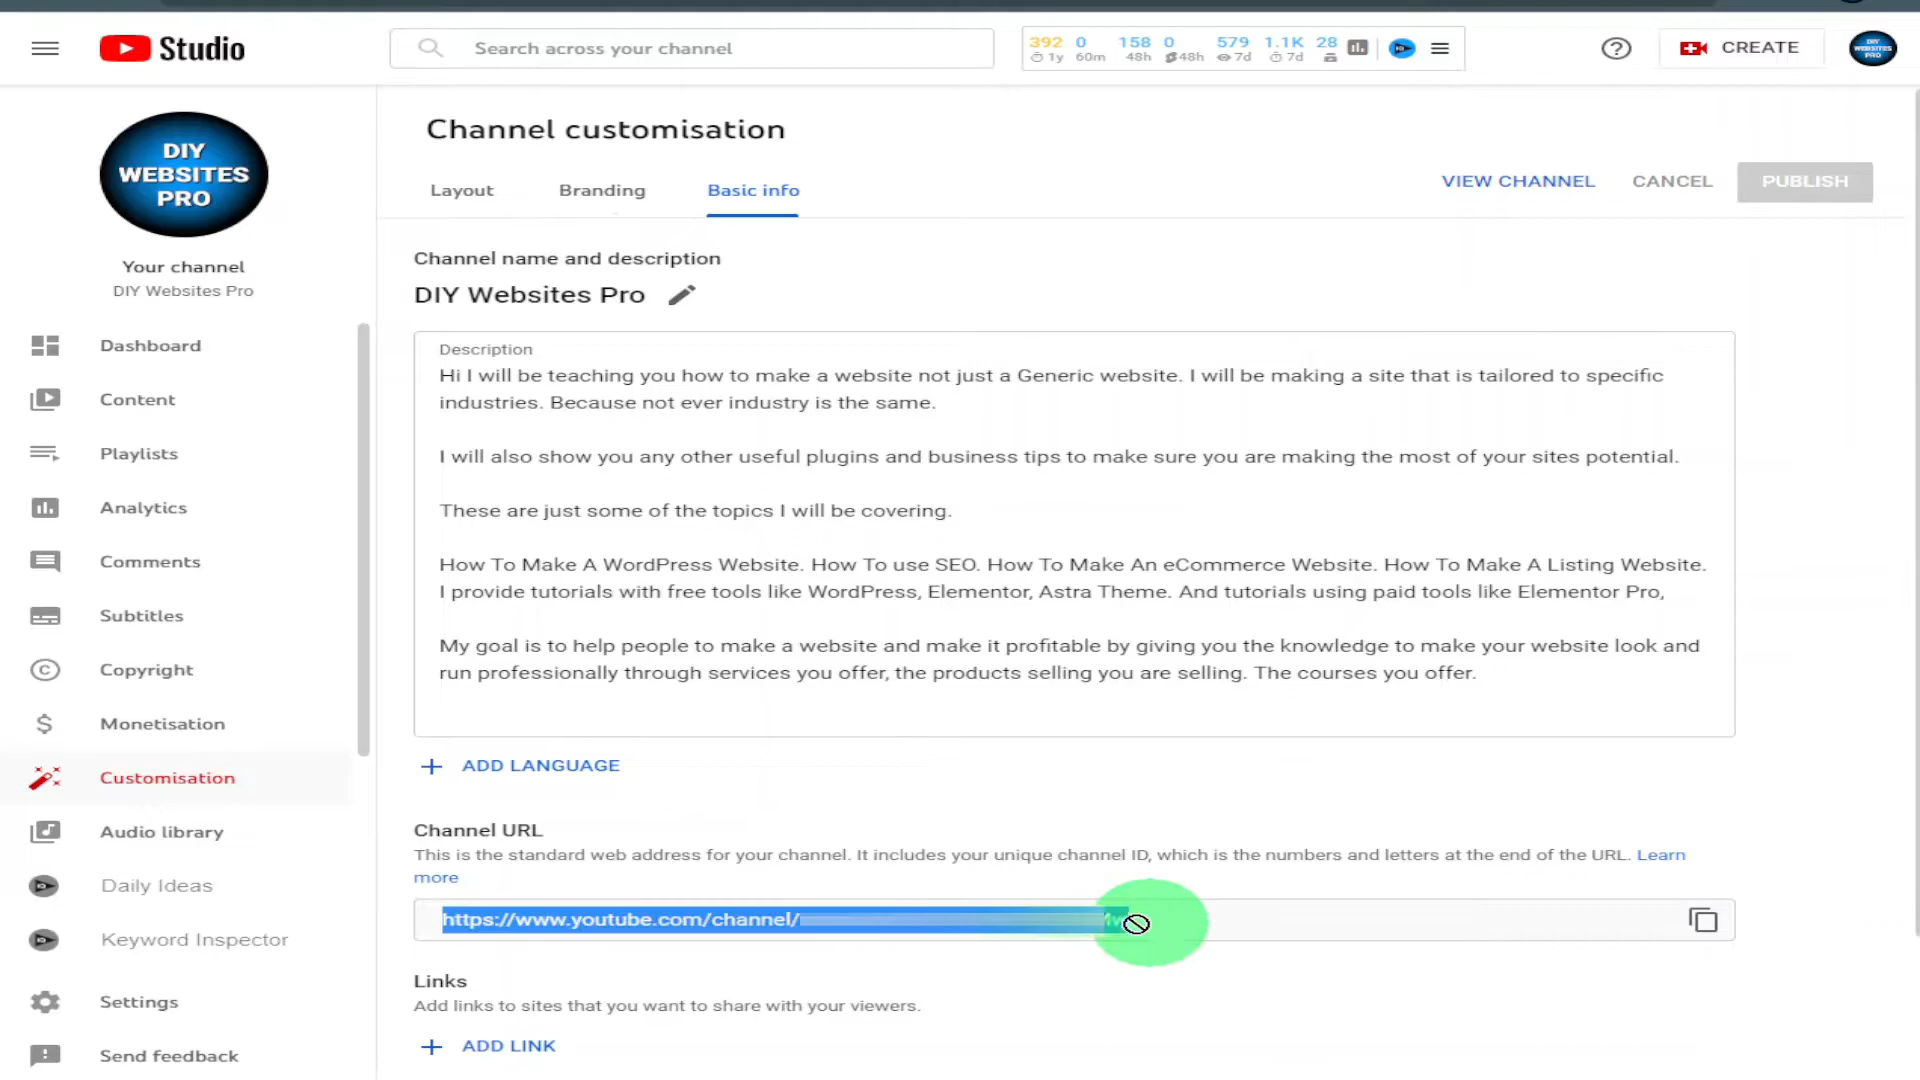 Studio
Search across your channel
392 0 158 0 579 1.1K 28
1y 60m 48h 48h 7d 7d
CREATE
DIY
WEBSITES
PRO
Channel customisation
DIY
WEBSITES
PRO
Layout Branding Basic info
VIEW CHANNEL CANCEL PUBLISH
Your channel
DIY Websites Pro
Channel name and description
DIY Websites Pro
Dashboard
Content
Playlists
Analytics
Comments
Subtitles
Copyright
Monetisation
Customisation
Audio library
Daily Ideas
Keyword Inspector
Settings
Send feedback
Description
Hi I will be teaching you how to make a website not just a Generic website. I will be making a site that is tailored to specific
industries. Because not ever industry is the same.
I will also show you any other useful plugins and business tips to make sure you are making the most of your sites potential.
These are just some of the topics I will be covering.
How To Make A WordPress Website. How To use SEO. How To Make An eCommerce Website. How To Make A Listing Website.
I provide tutorials with free tools like WordPress, Elementor, Astra Theme. And tutorials using paid tools like Elementor Pro,
My goal is to help people to make a website and make it profitable by giving you the knowledge to make your website look and
run professionally through services you offer, the products selling you are selling. The courses you offer.
ADD LANGUAGE
Channel URL
This is the standard web address for your channel. It includes your unique channel ID, which is the numbers and letters at the end of the URL. Learn
more
https://www.youtube.com/channel/
Links
Add links to sites that you want to share with your viewers.
ADD LINK